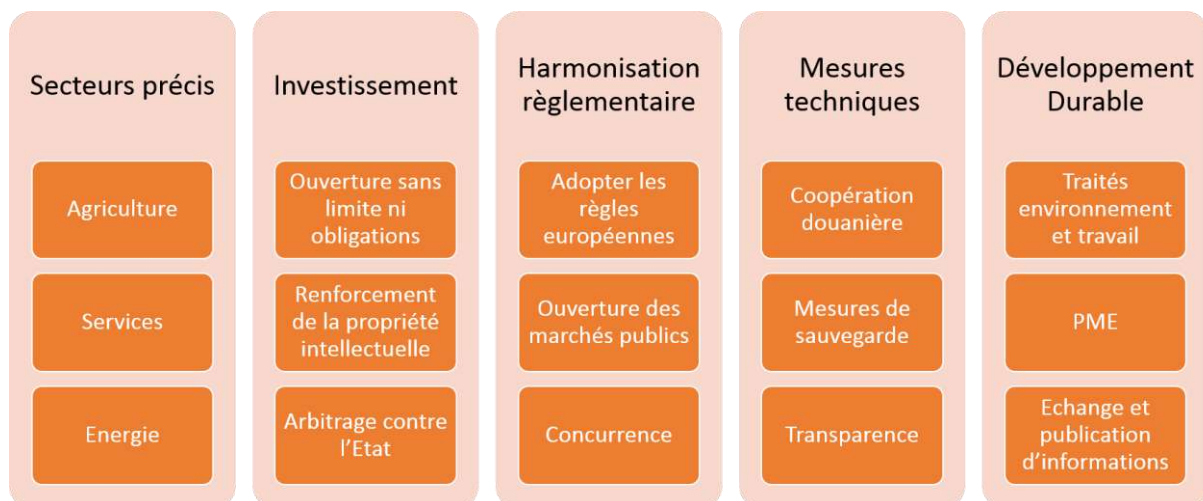 Secteurs précis
Agriculture
Services
Energie
Investissement
Ouverture sans
limite ni
obligations
Renforcement
de la propriété
intellectuelle
Arbitrage contre
l'Etat
Harmonisation
règlementaire
Adopter les
règles
européennes
Ouverture des
marchés publics
Concurrence
Mesures
techniques
Coopération
douanière
Mesures de
sauvegarde
Transparence
Développement
Durable
Traités
environnement
et travail
PME
Echange et
publication
d'informations